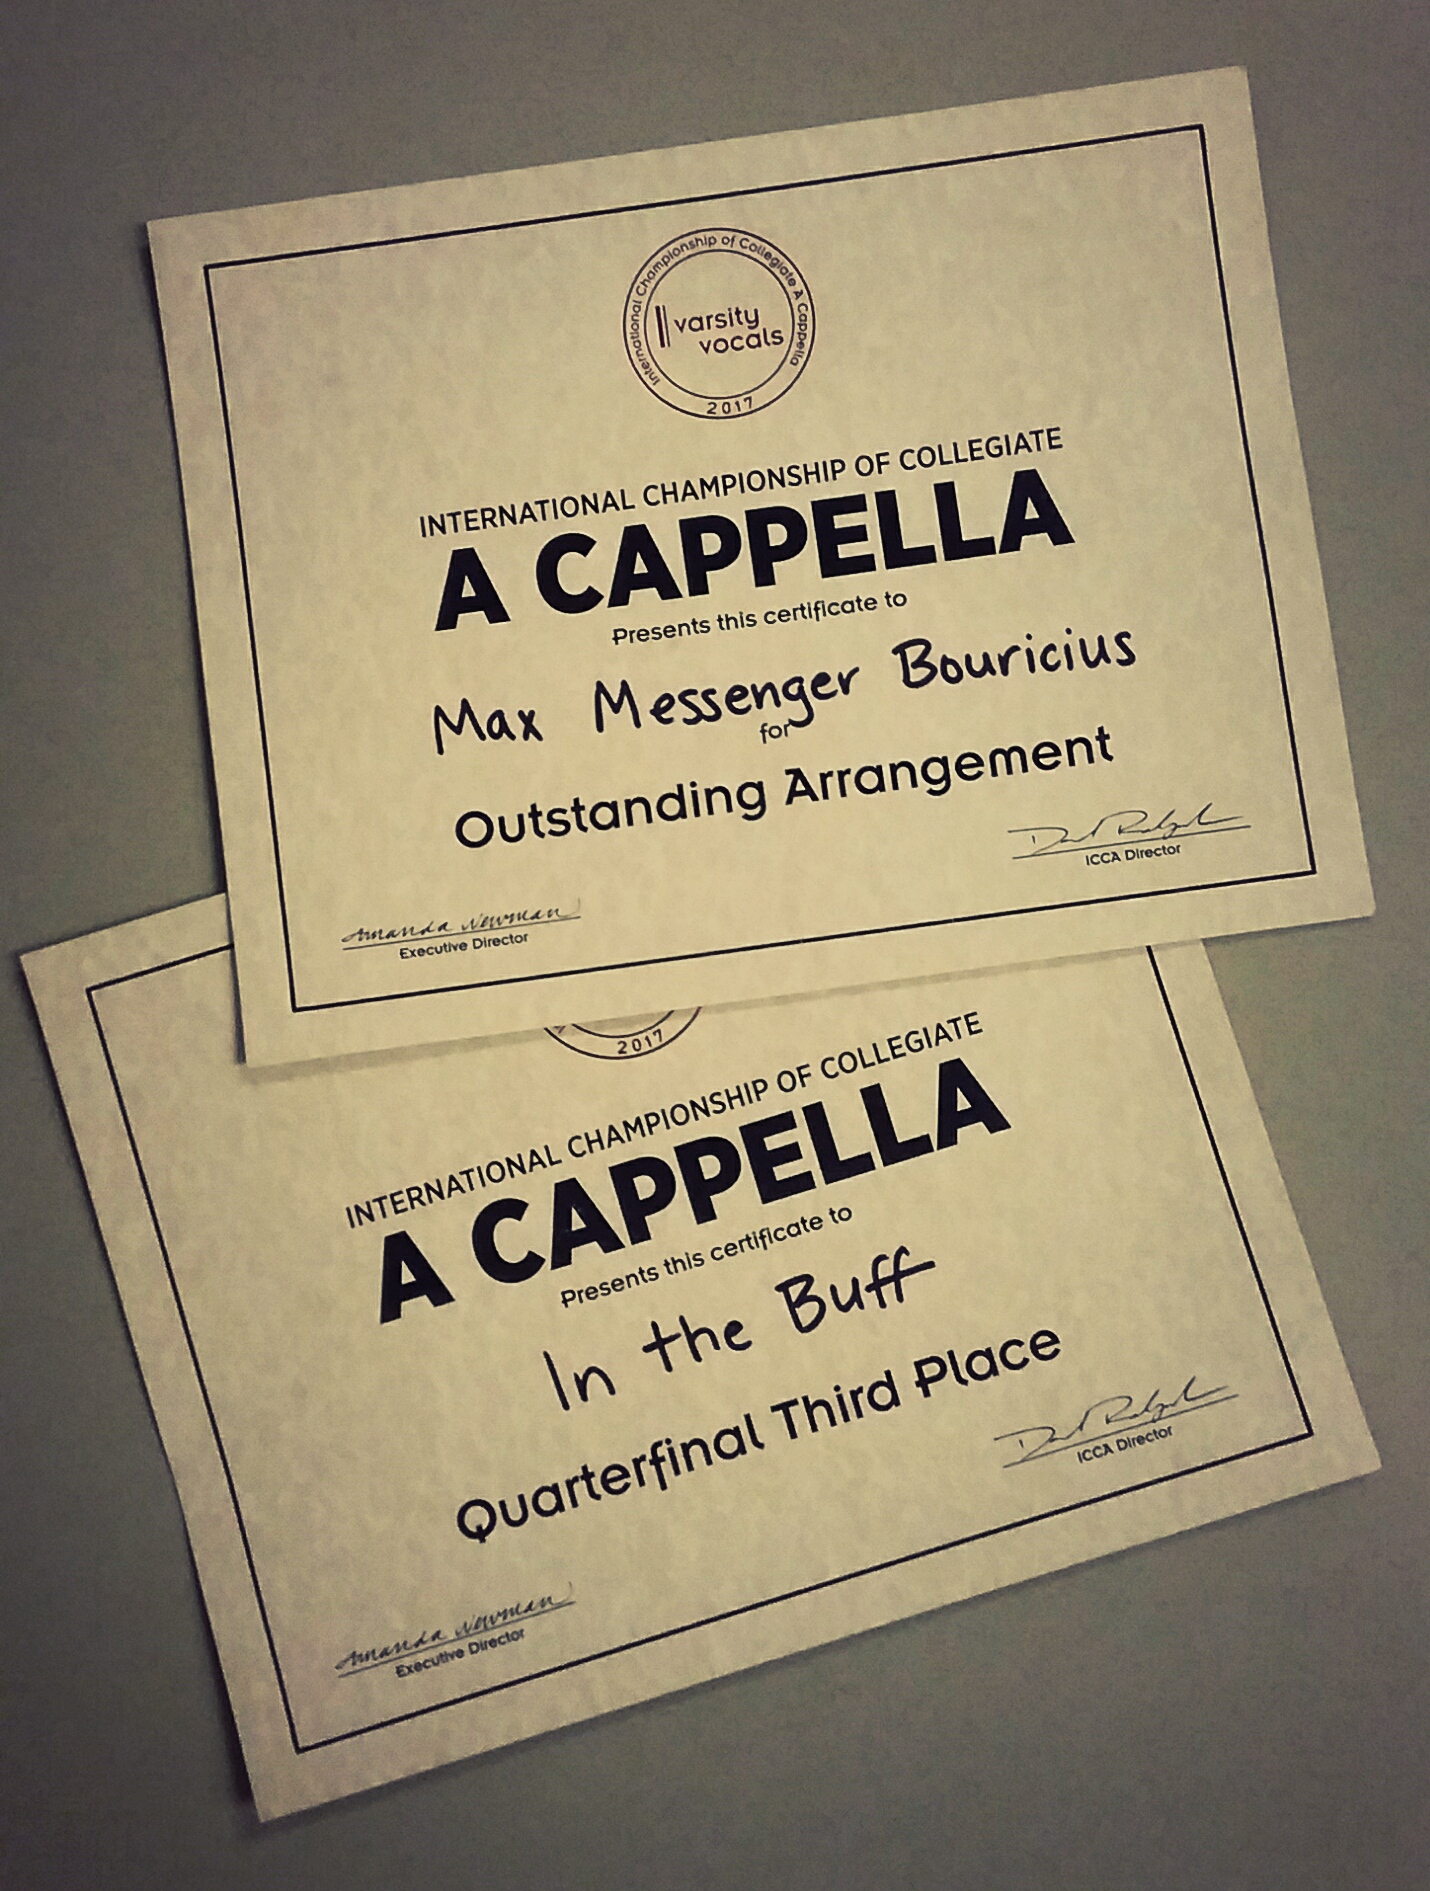 International Championship of Collegiate A Cappella
varsity
vocals
2017
INTERNATIONAL CHAMPIONSHIP OF COLLEGIATE
A CAPPELLA
Presents this certificate to
Max Messenger Bouricius
for
Outstanding Arrangement
ICCA Director
Amanda Newman
Executive Director
2017
INTERNATIONAL CHAMPIONSHIP OF COLLEGIATE
A CAPPELLA
Presents this certificate to
In the Buff
Quarterfinal Third Place
ICCA Director
Amanda Newman
Executive Director